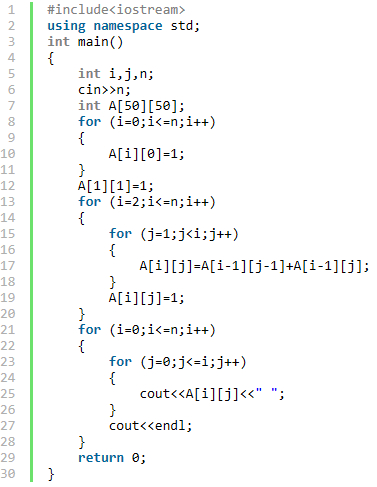 1 #include<iostream>
2 using namespace std;
3 int main()
4 {
5     int i,j,n;
6     cin>>n;
7     int A[50][50];
8     for (i=0;i<=n;i++)
9     {
10         A[i][0]=1;
11     }
12     A[1][1]=1;
13     for (i=2;i<=n;i++)
14     {
15         for (j=1;j<i;j++)
16         {
17             A[i][j]=A[i-1][j-1]+A[i-1][j];
18         }
19         A[i][j]=1;
20     }
21     for (i=0;i<=n;i++)
22     {
23         for (j=0;j<=i;j++)
24         {
25             cout<<A[i][j]<<" ";
26         }
27         cout<<endl;
28     }
29     return 0;
30 }